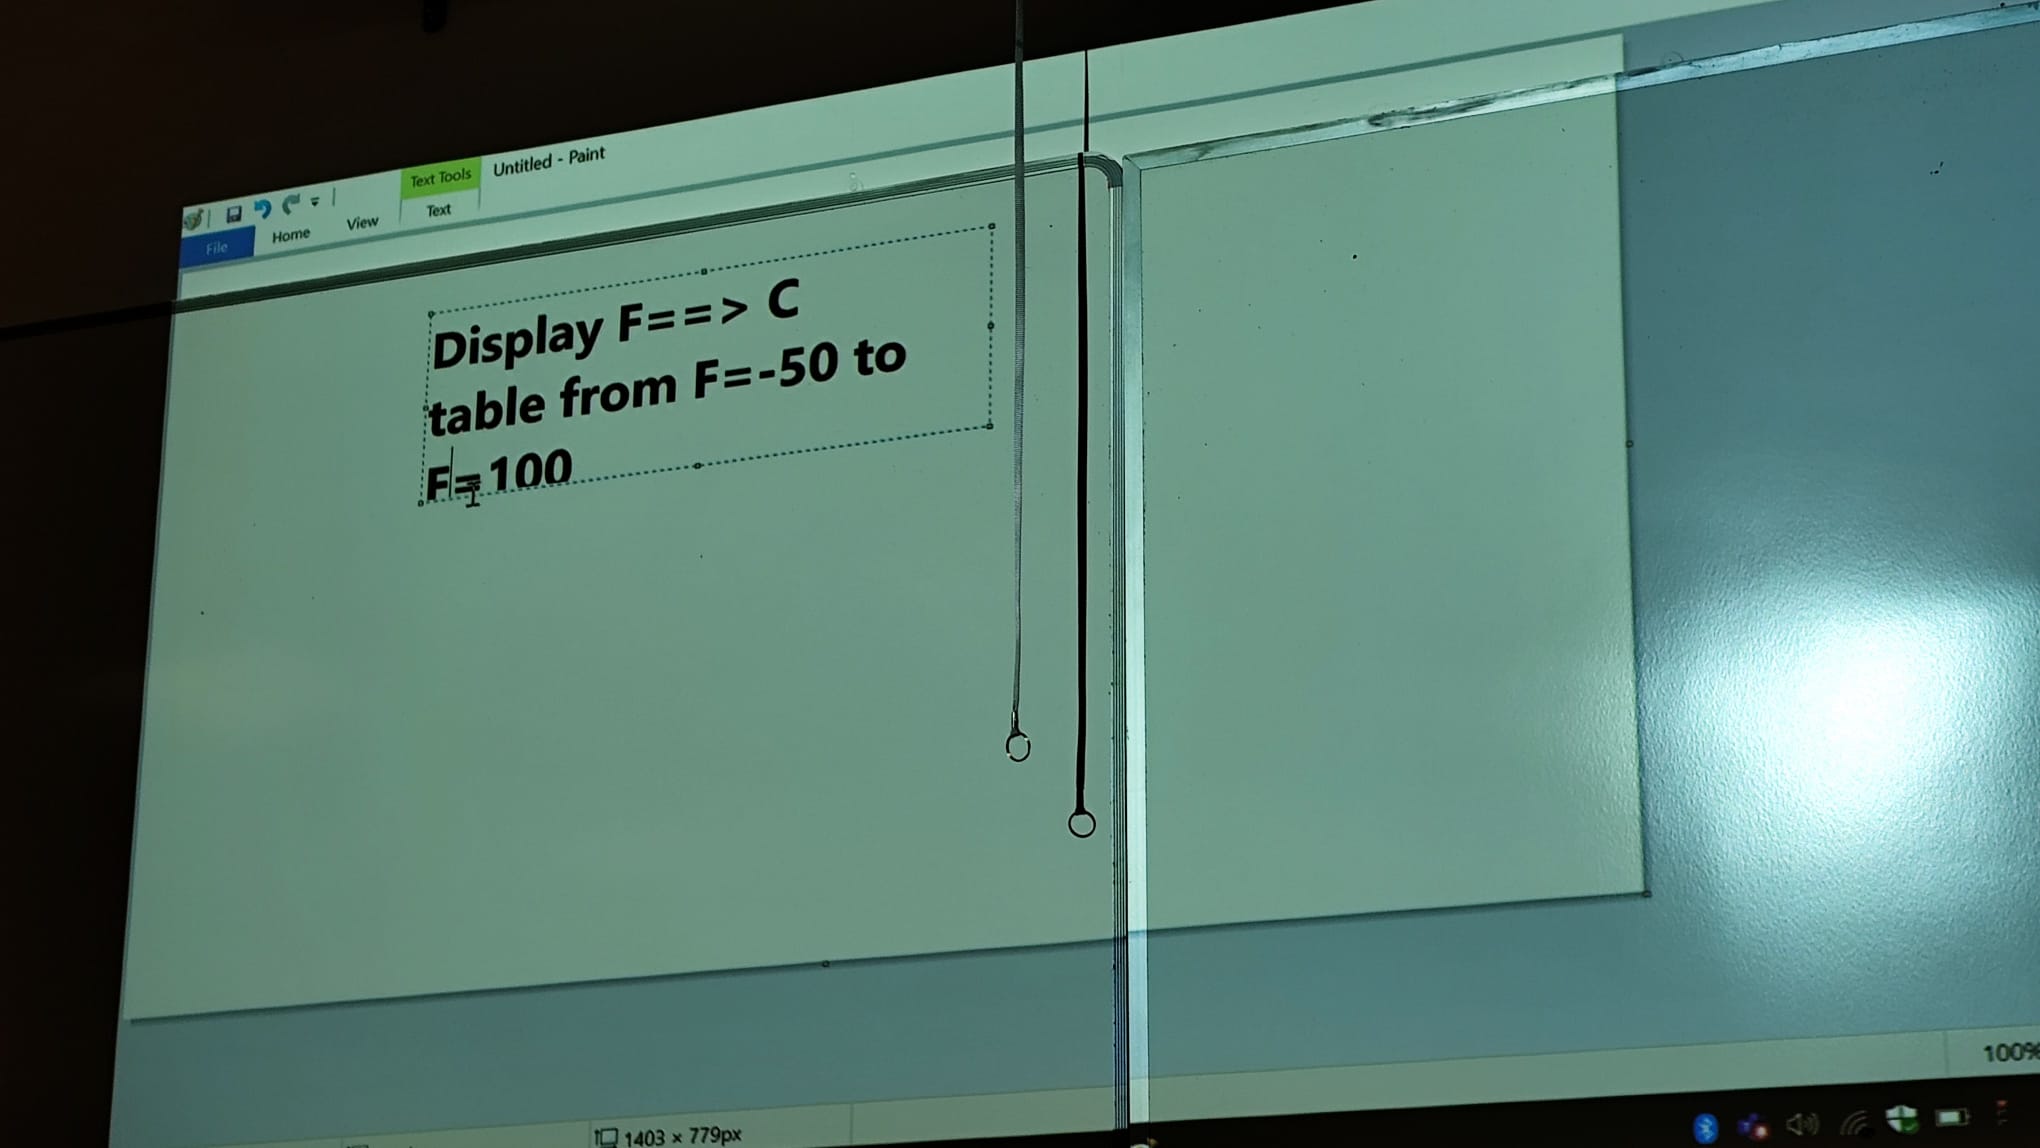 Untitled - Paint
Text Tools
File
Home
View
Text
Display F==> C
table from F=-50 to
F=100
100%
1403 × 779px